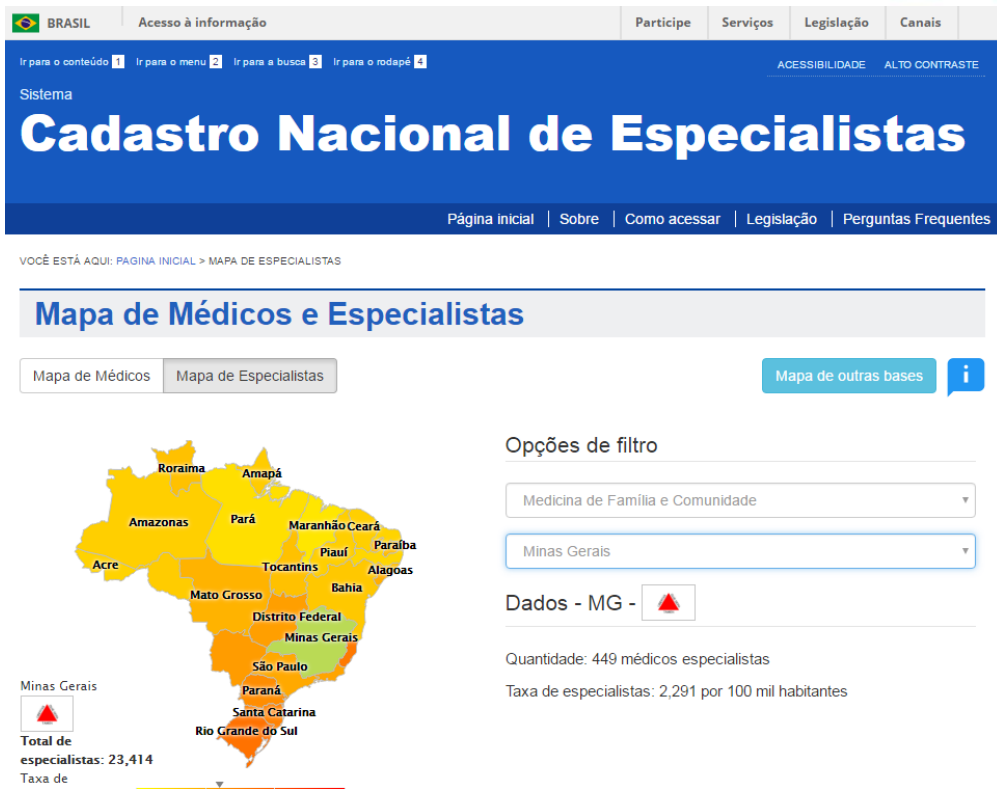 BRASIL Acesso à informação Participe Serviços Legislação Canais
Ir para o conteúdo 1 Ir para o menu 2 Ir para a busca 3 Ir para o rodapé 4 ACESSIBILIDADE ALTO CONTRASTE
Sistema
Cadastro Nacional de Especialistas
Página inicial Sobre Como acessar Legislação Perguntas Frequentes
VOCÊ ESTÁ AQUI: PAGINA INICIAL > MAPA DE ESPECIALISTAS
Mapa de Médicos e Especialistas
Mapa de Médicos Mapa de Especialistas Mapa de outras bases i
Opções de filtro
Medicina de Família e Comunidade
Minas Gerais
Dados - MG -
Quantidade: 449 médicos especialistas
Taxa de especialistas: 2,291 por 100 mil habitantes
Roraima
Amapá
Amazonas
Pará
Maranhão
Ceará
Paraíba
Piauí
Acre
Tocantins
Alagoas
Bahia
Mato Grosso
Distrito Federal
Minas Gerais
São Paulo
Paraná
Santa Catarina
Rio Grande do Sul
Minas Gerais
Total de
especialistas: 23,414
Taxa de